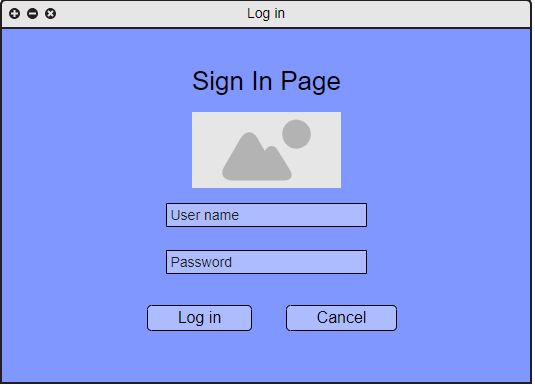 Log in
Sign In Page
User name
Password
Log in
Cancel